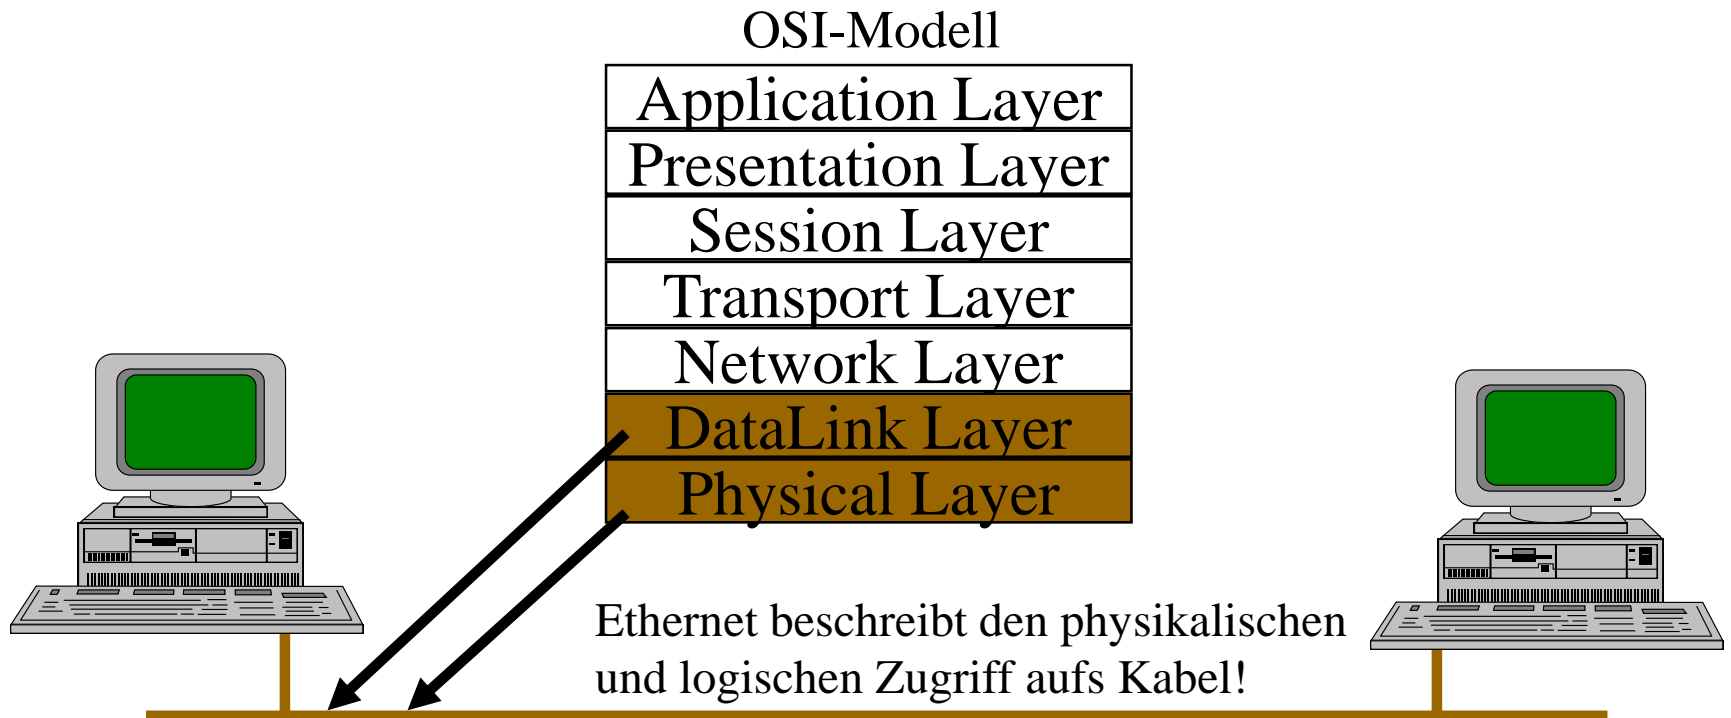 OSI-Modell
Application Layer
Presentation Layer
Session Layer
Transport Layer
Network Layer
DataLink Layer
Physical Layer
Ethernet beschreibt den physikalischen
und logischen Zugriff aufs Kabel!